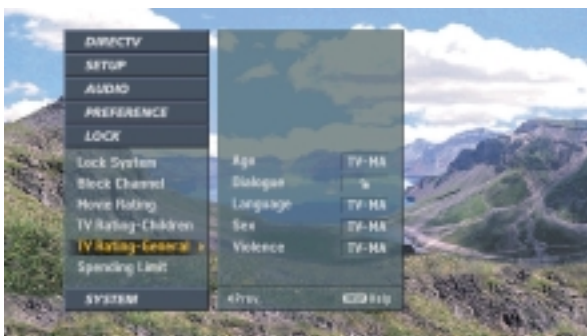 DIRECTV
SETUP
AUDIO
PREFERENCE
LOCK
Lock System
Block Channel
Movie Rating
TV Rating-Children
TV Rating-General
Spending Limit
SYSTEM
Age TV-MA
Dialogue
Language TV-MA
Sex TV-MA
Violence TV-MA
Prev. Help